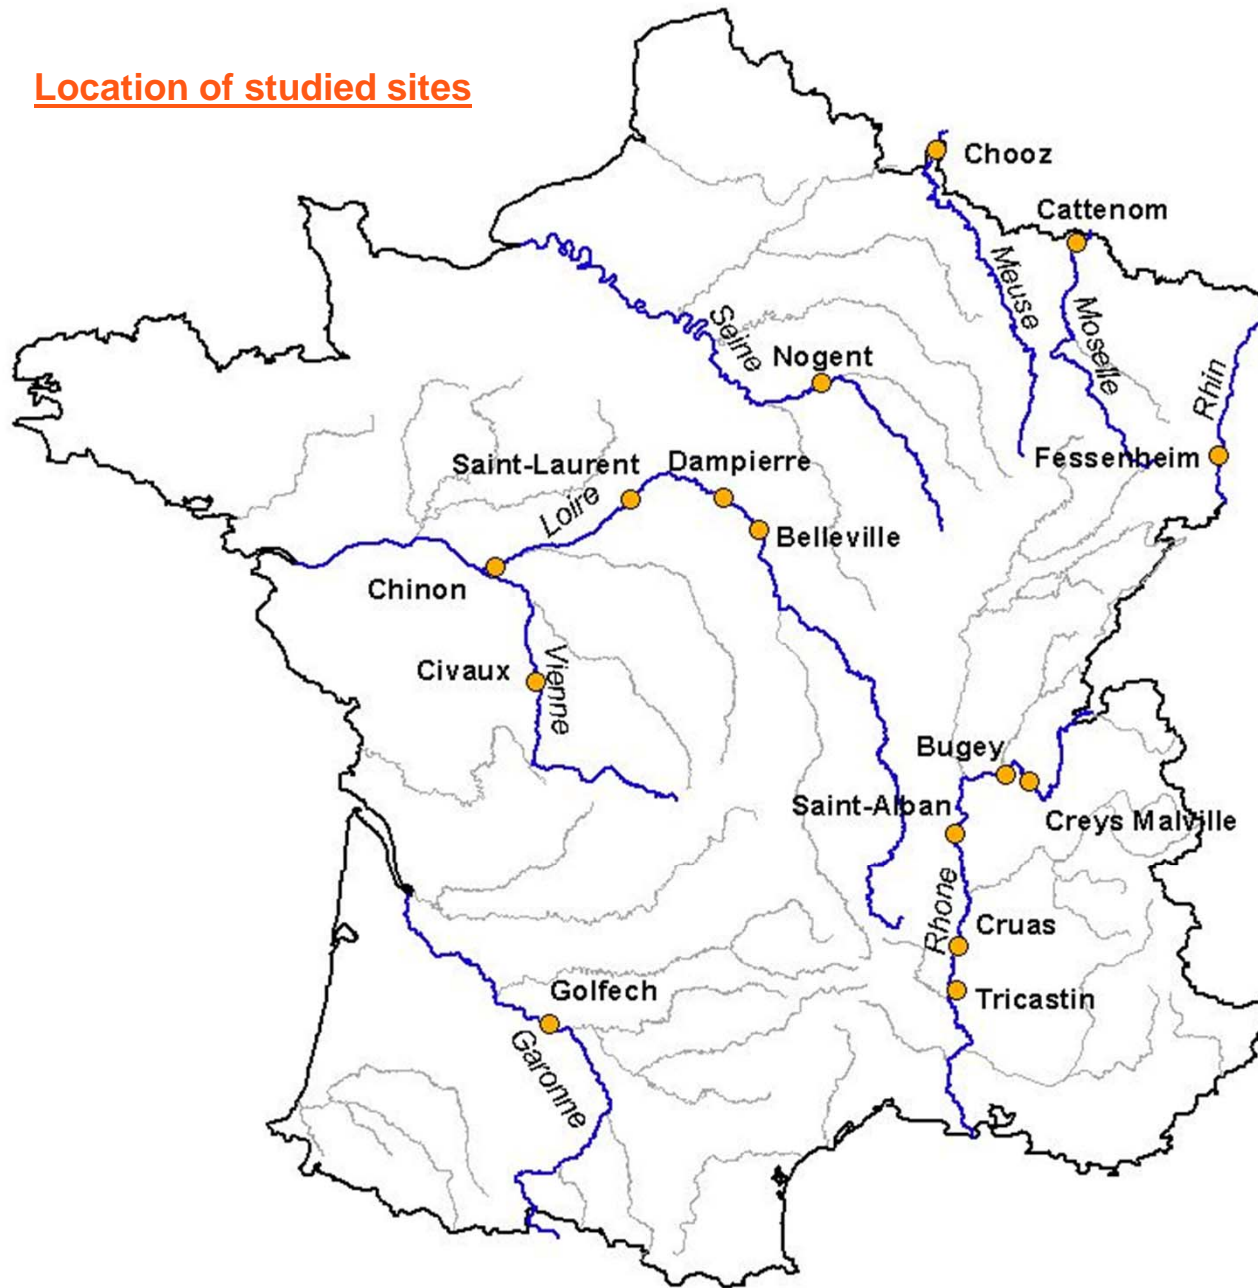 Location of studied sites
Chooz
Cattenom
Meuse
Moselle
Seine
Nogent
Rhin
Saint-Laurent
Dampierre
Fessenheim
Loire
Belleville
Chinon
Civaux
Vienne
Bugey
Saint-Alban
Creys Malville
Rhone
Cruas
Golfech
Tricastin
Garonne